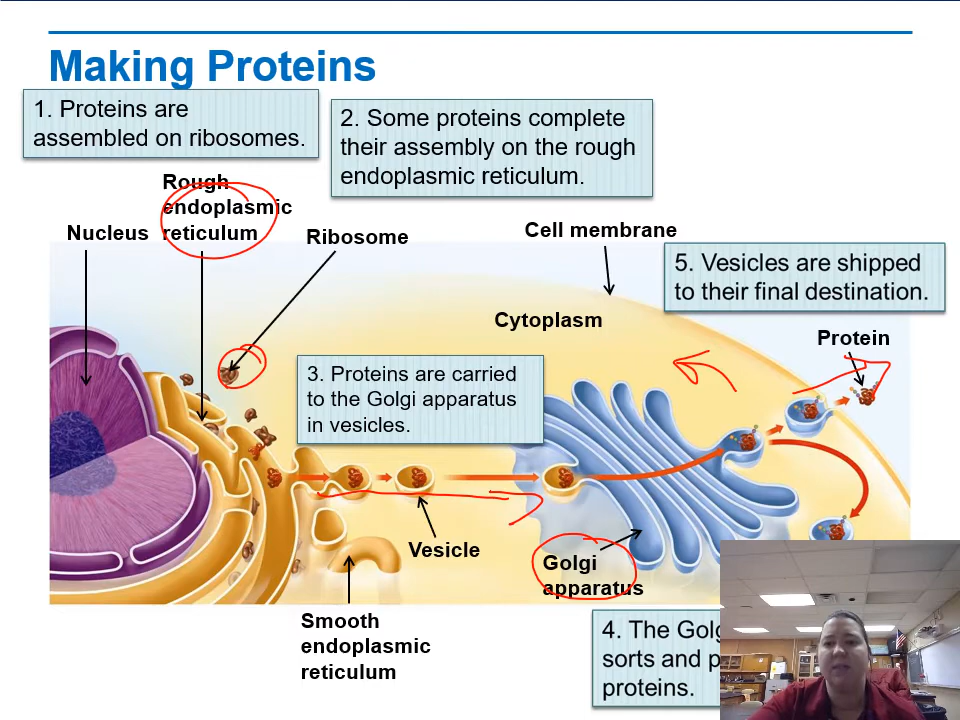 Making Proteins
1. Proteins are
assembled on ribosomes.
2. Some proteins complete
their assembly on the rough
endoplasmic reticulum.
Rough
endoplasmic
reticulum
Nucleus
Ribosome
Cell membrane
5. Vesicles are shipped
to their final destination.
Cytoplasm
Protein
3. Proteins are carried
to the Golgi apparatus
in vesicles.
Vesicle
Golgi
apparatus
Smooth
endoplasmic
reticulum
4. The
sorts and
proteins.